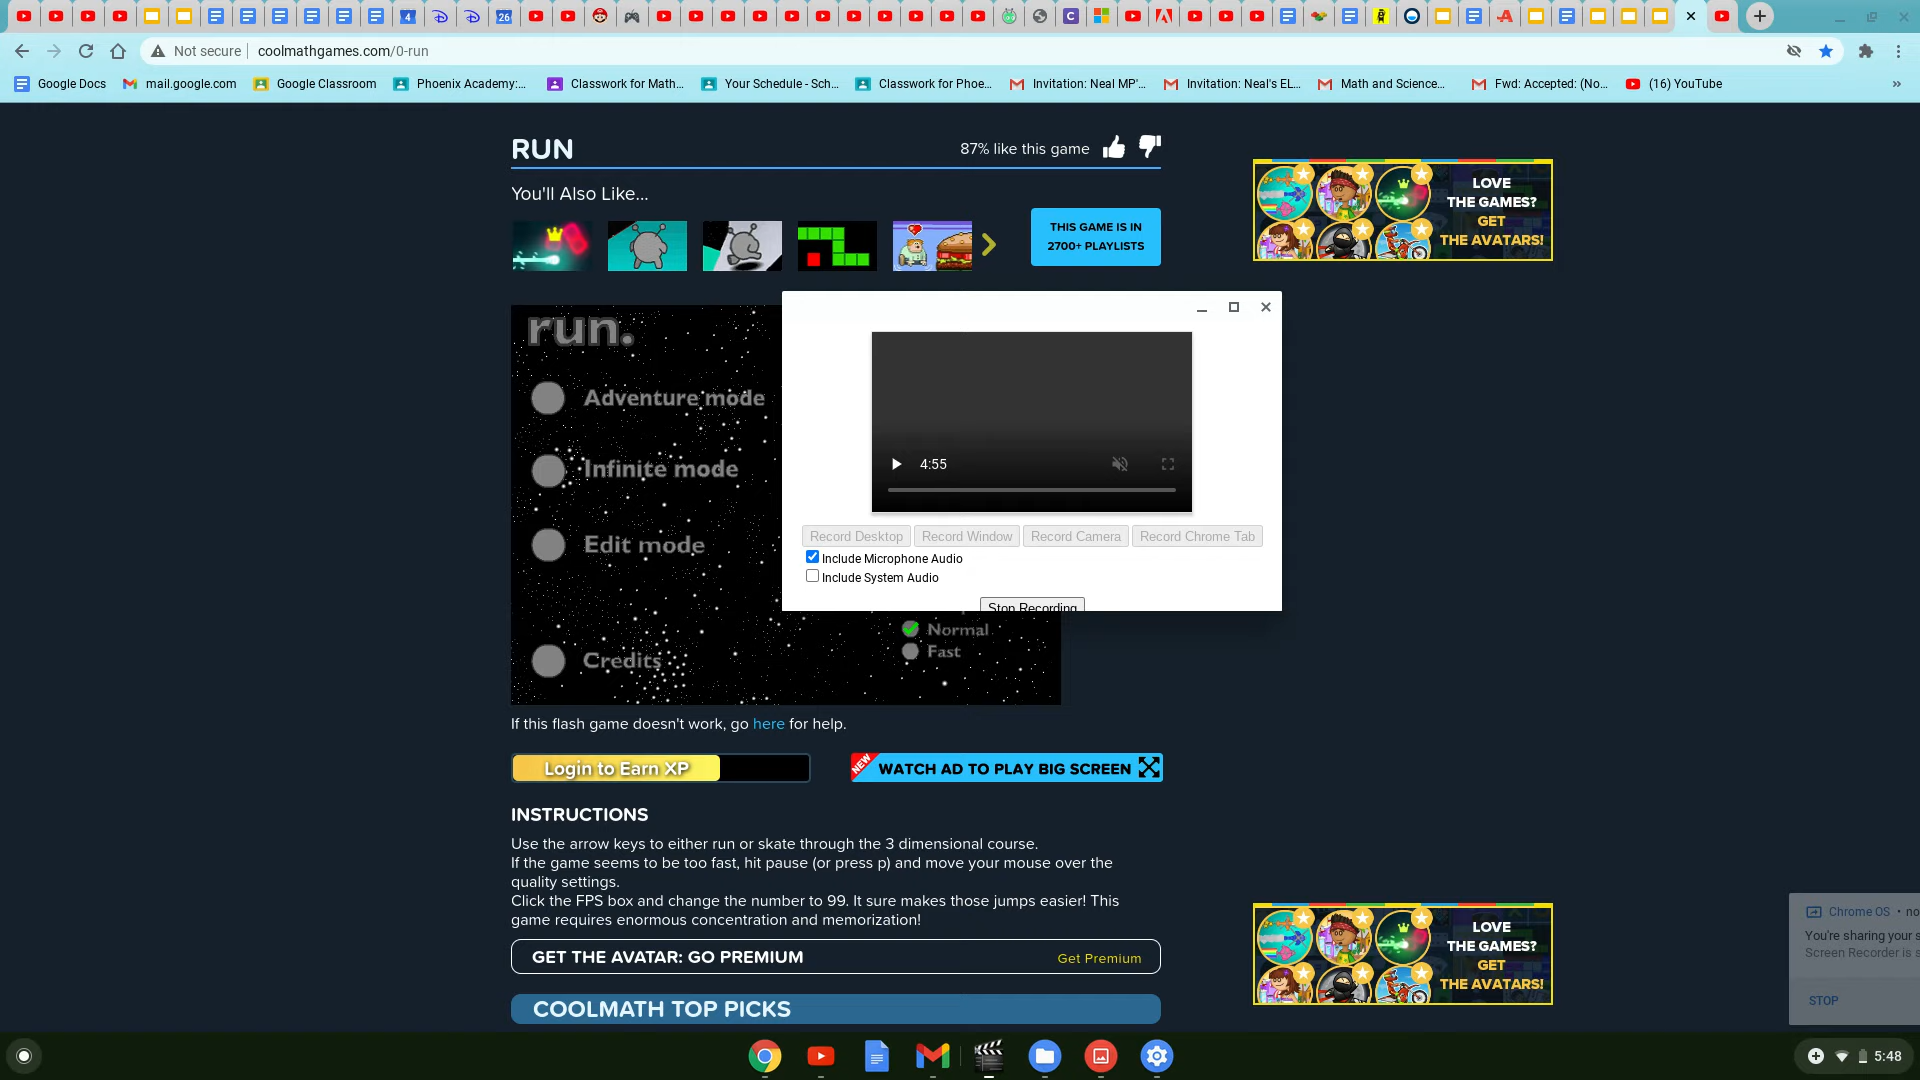 4
26
Not secure
coolmathgames.com/0-run
Google Docs
mail.google.com
Google Classroom
Phoenix Academy:...
Classwork for Math...
Your Schedule - Sch...
Classwork for Phoe...
Invitation: Neal MP'...
Invitation: Neal's EL...
Math and Science...
Fwd: Accepted: (No...
(16) YouTube
»
RUN
87% like this game
You'll Also Like...
THIS GAME IS IN
2700+ PLAYLISTS
LOVE
THE GAMES?
GET
THE AVATARS!
run.
Adventure mode
Infinite mode
Edit mode
Credits
4:55
Record Desktop
Record Window
Record Camera
Record Chrome Tab
Include Microphone Audio
Include System Audio
Stop Recording
Normal
Fast
If this flash game doesn't work, go here for help.
Login to Earn XP
NEW
WATCH AD TO PLAY BIG SCREEN
INSTRUCTIONS
Use the arrow keys to either run or skate through the 3 dimensional course.
If the game seems to be too fast, hit pause (or press p) and move your mouse over the
quality settings.
Click the FPS box and change the number to 99. It sure makes those jumps easier! This
game requires enormous concentration and memorization!
GET THE AVATAR: GO PREMIUM
Get Premium
COOLMATH TOP PICKS
LOVE
THE GAMES?
GET
THE AVATARS!
Chrome OS • no
You're sharing your s
Screen Recorder is s
STOP
5:48